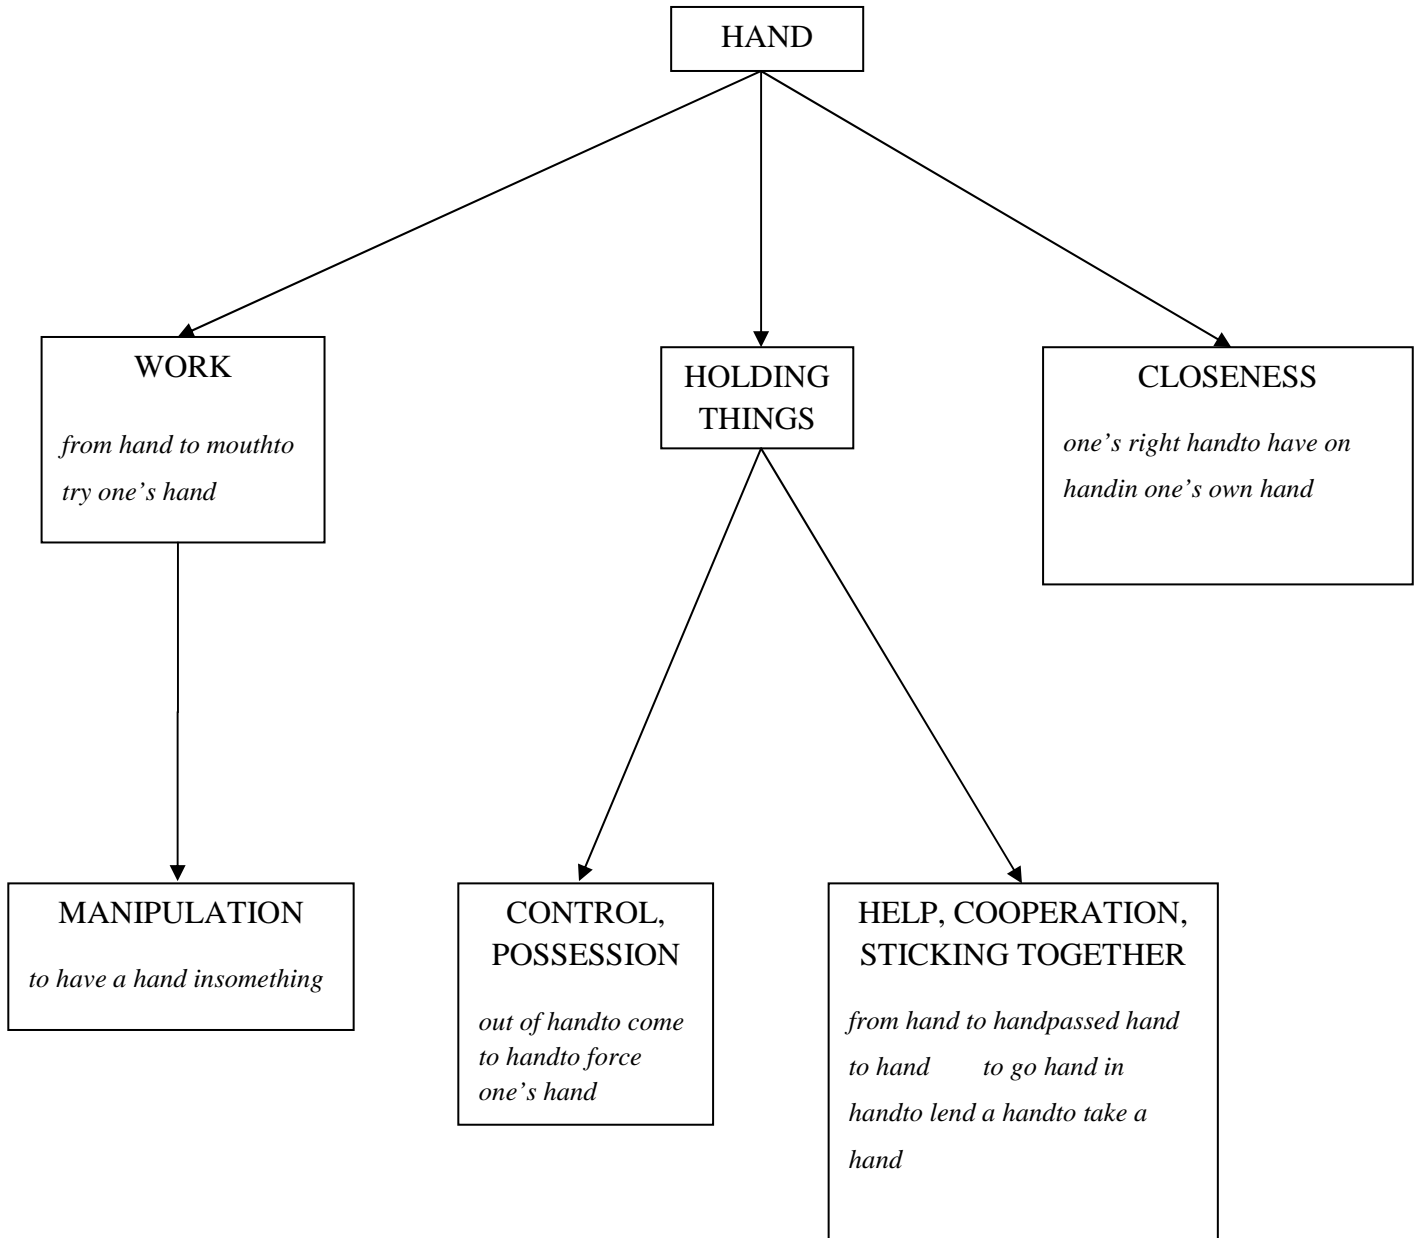 HAND
WORK
from hand to mouthto
try one’s hand
HOLDING
THINGS
CLOSENESS
one’s right handto have on
handin one’s own hand
MANIPULATION
to have a hand insomething
CONTROL,
POSSESSION
out of handto come
to handto force
one’s hand
HELP, COOPERATION,
STICKING TOGETHER
from hand to handpassed hand
to hand to go hand in
handto lend a handto take a
hand